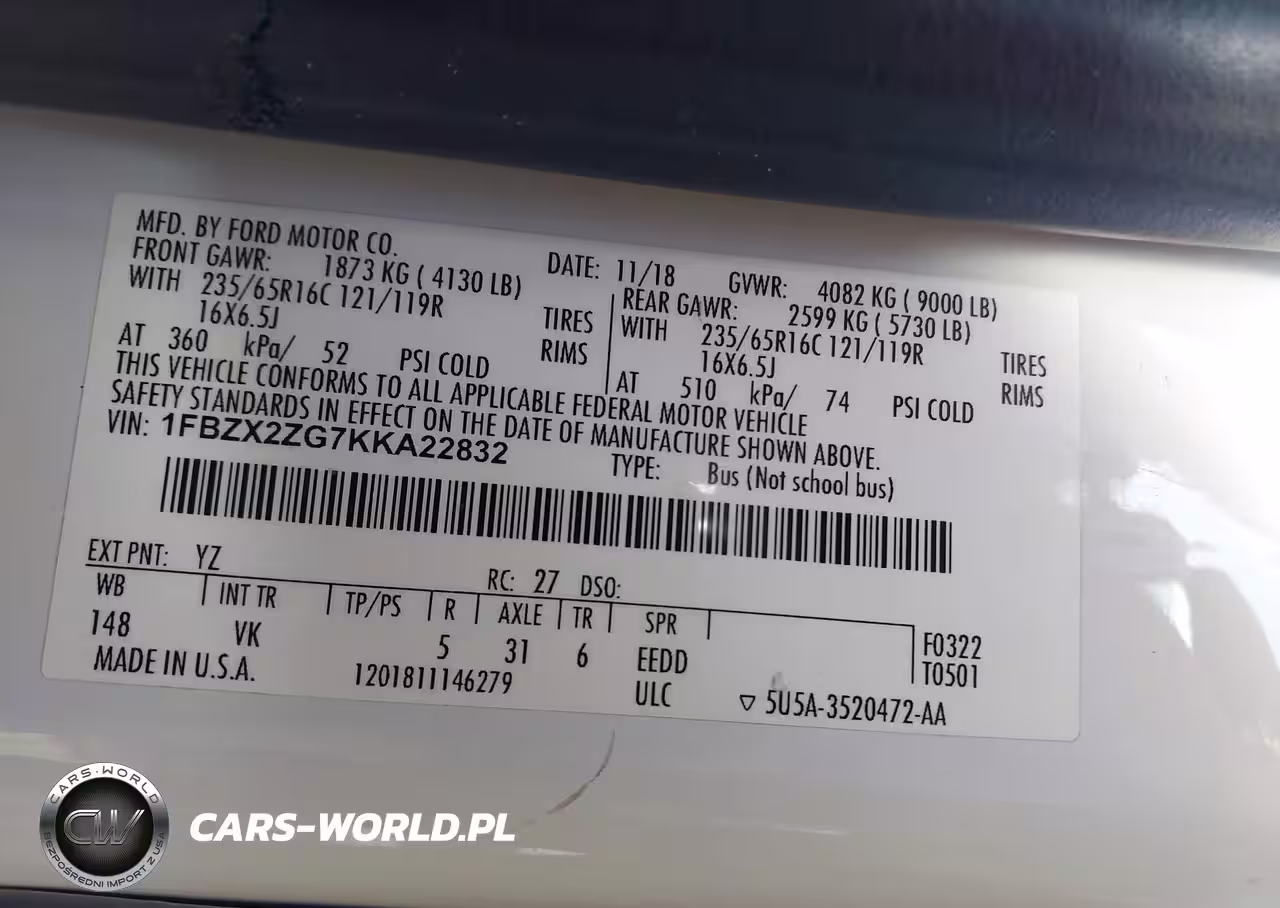 MFD. BY FORD MOTOR CO.
DATE: 11/18 GVWR: 4082 KG ( 9000 LB)
FRONT GAWR: 1873 KG ( 4130 LB)
REAR GAWR: 2599 KG ( 5730 LB)
WITH 235/65R16C 121/119R TIRES
WITH 235/65R16C 121/119R TIRES
16X6.5J RIMS
16X6.5J RIMS
AT 360 kPa/ 52 PSI COLD
AT 510 kPa/ 74 PSI COLD
THIS VEHICLE CONFORMS TO ALL APPLICABLE FEDERAL MOTOR VEHICLE
SAFETY STANDARDS IN EFFECT ON THE DATE OF MANUFACTURE SHOWN ABOVE.
VIN: 1FBZX2ZG7KKA22832
TYPE: Bus (Not school bus)
EXT PNT: YZ RC: 27 DSO:
WB INT TR TP/PS R AXLE TR SPR
148 VK 5 31 6 EEDD
F0322
T0501
MADE IN U.S.A. 1201811146279 ULC
▽ 5U5A-3520472-AA
CARS-WORLD
CW
BEZPOŚREDNI IMPORT Z USA
CARS-WORLD.PL